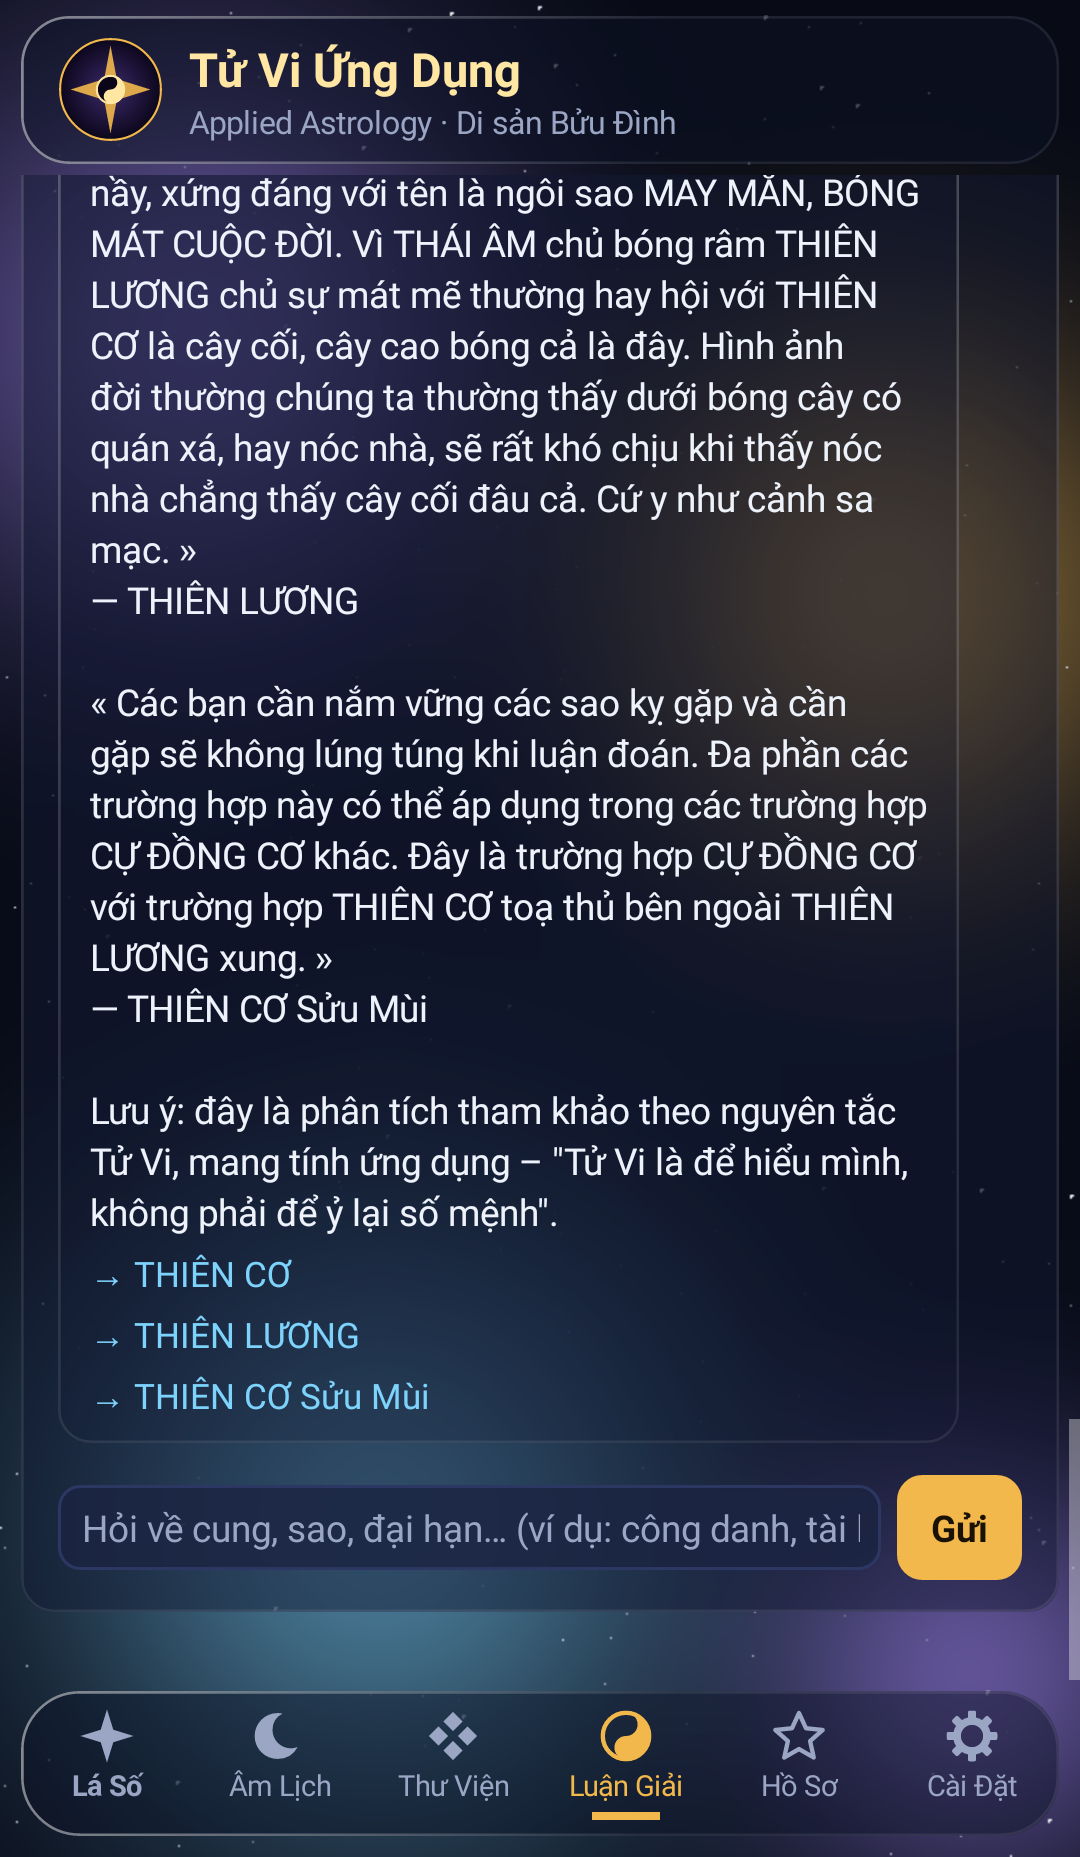 Tử Vi Ứng Dụng
Applied Astrology · Di sản Bửu Đình
nầy, xứng đáng với tên là ngôi sao MAY MẮN, BÓNG
MÁT CUỘC ĐỜI. Vì THÁI ÂM chủ bóng râm THIÊN
LƯƠNG chủ sự mát mẽ thường hay hội với THIÊN
CƠ là cây cối, cây cao bóng cả là đây. Hình ảnh
đời thường chúng ta thường thấy dưới bóng cây có
quán xá, hay nóc nhà, sẽ rất khó chịu khi thấy nóc
nhà chẳng thấy cây cối đâu cả. Cứ y như cảnh sa
mạc. »
— THIÊN LƯƠNG
« Các bạn cần nắm vững các sao kỵ gặp và cần
gặp sẽ không lúng túng khi luận đoán. Đa phần các
trường hợp này có thể áp dụng trong các trường hợp
CỰ ĐỒNG CƠ khác. Đây là trường hợp CỰ ĐỒNG CƠ
với trường hợp THIÊN CƠ toạ thủ bên ngoài THIÊN
LƯƠNG xung. »
— THIÊN CƠ Sửu Mùi
Lưu ý: đây là phân tích tham khảo theo nguyên tắc
Tử Vi, mang tính ứng dụng – "Tử Vi là để hiểu mình,
không phải để ỷ lại số mệnh".
→ THIÊN CƠ
→ THIÊN LƯƠNG
→ THIÊN CƠ Sửu Mùi
Hỏi về cung, sao, đại hạn… (ví dụ: công danh, tài
Gửi
Lá Số
Âm Lịch
Thư Viện
Luận Giải
Hồ Sơ
Cài Đặt